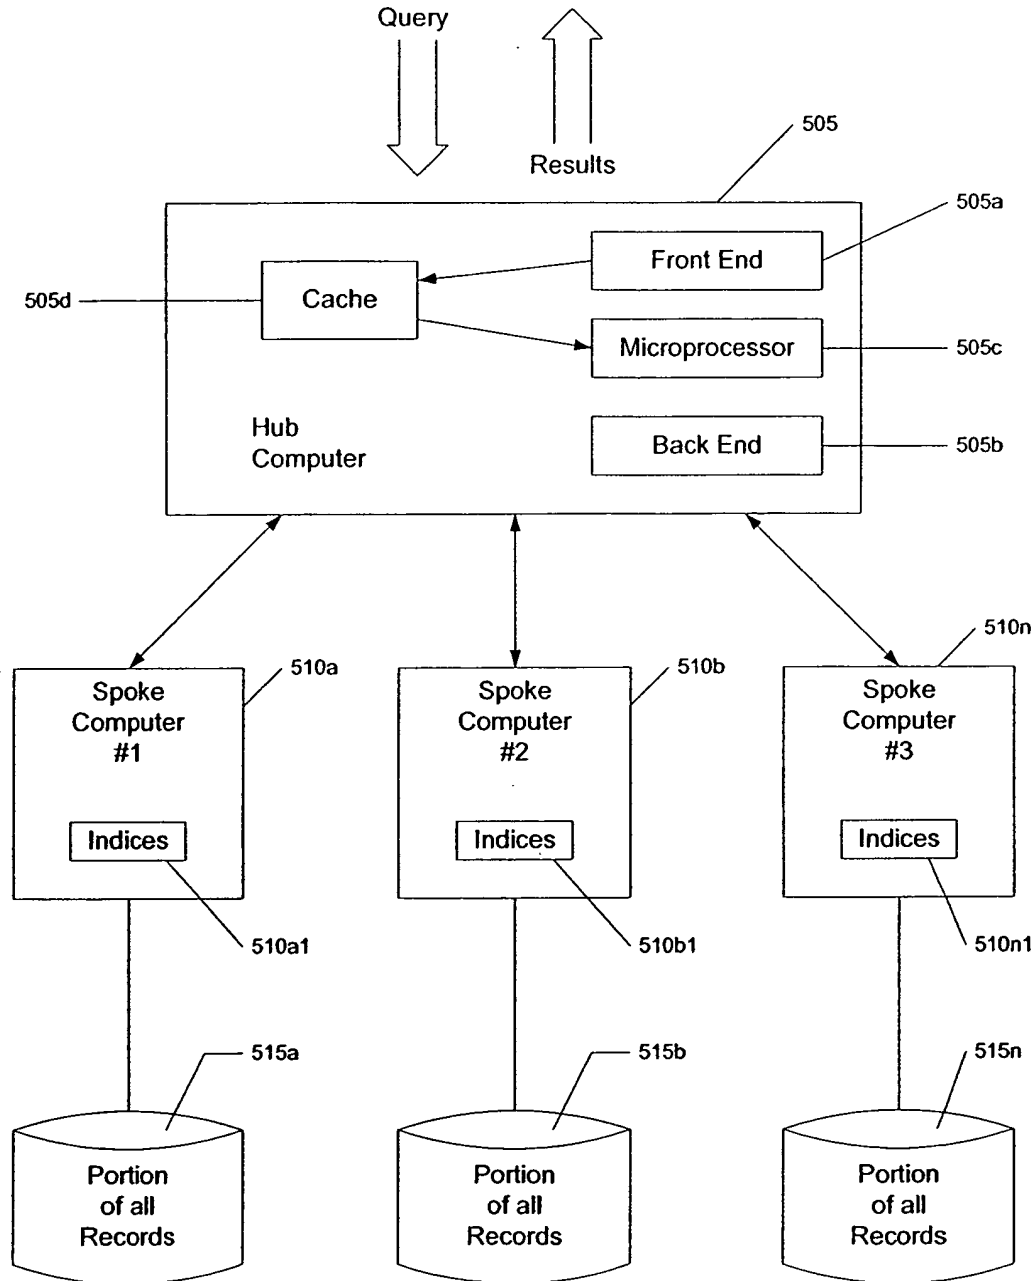 Query
Results
505
505a
Front End
505d
Cache
Microprocessor
505c
Hub
Computer
Back End
505b
510a
Spoke
Computer
#1
Indices
510a1
510b
Spoke
Computer
#2
Indices
510b1
510n
Spoke
Computer
#3
Indices
510n1
515a
Portion
of all
Records
515b
Portion
of all
Records
515n
Portion
of all
Records